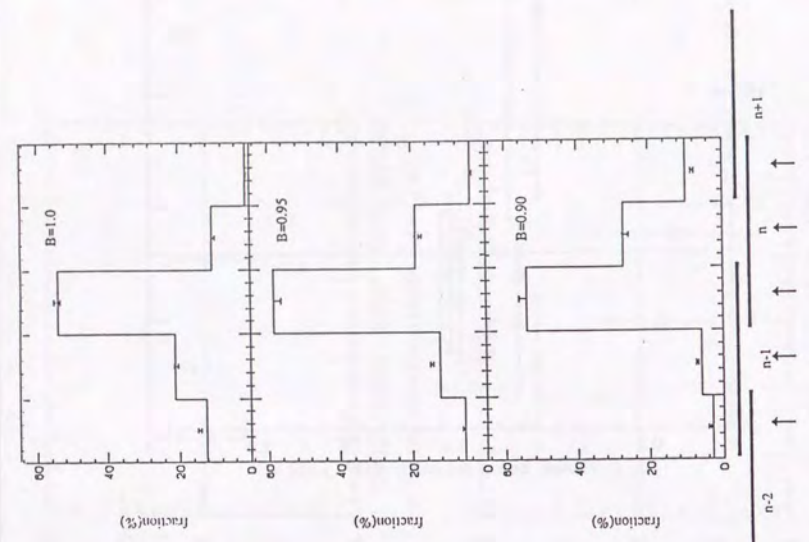 B=1.0
60
40
20
0
fraction(%)
B=0.95
60
40
20
0
fraction(%)
B=0.90
60
40
20
0
fraction(%)
n-2
n-1
n
n+1